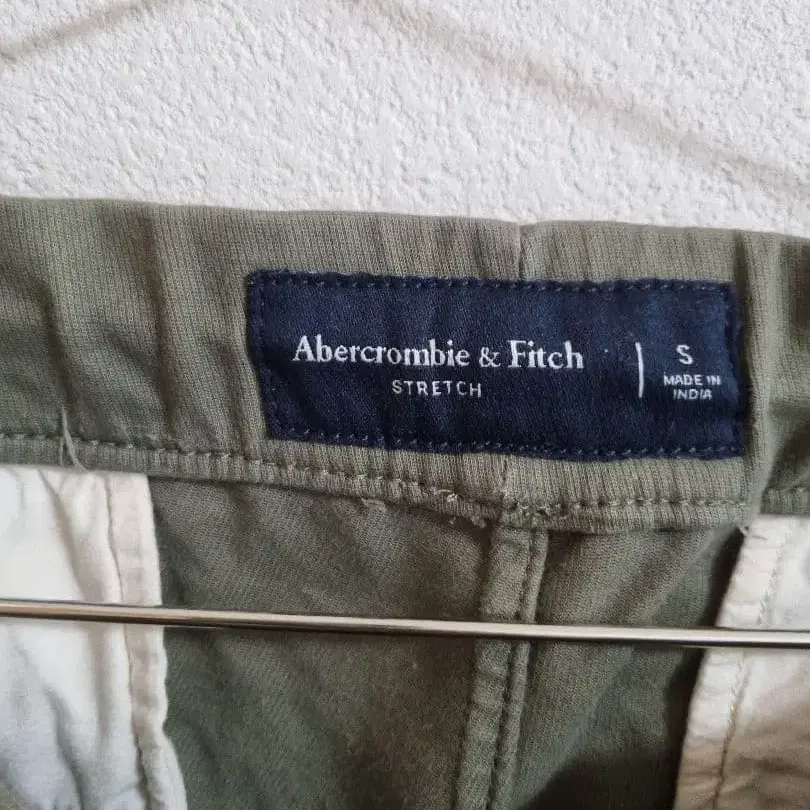 Abercrombie & Fitch
STRETCH
S
MADE IN
INDIA